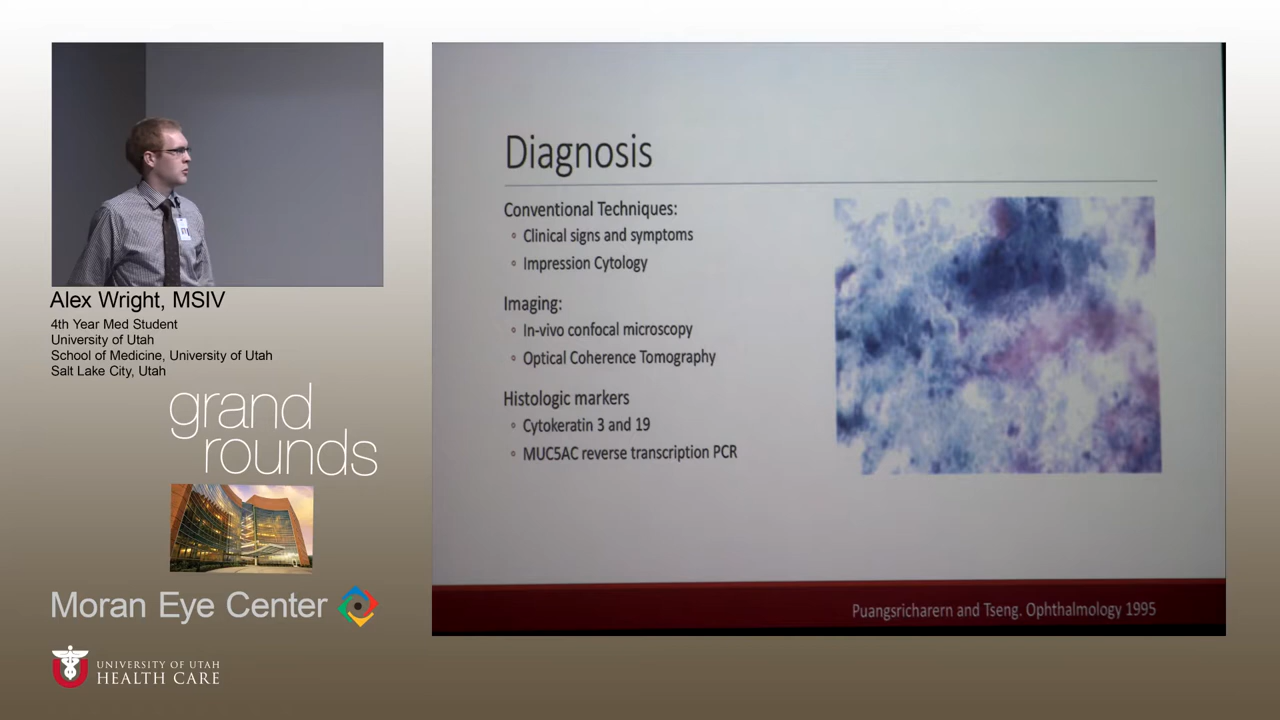 Alex Wright, MSIV
4th Year Med Student
University of Utah
School of Medicine, University of Utah
Salt Lake City, Utah
grand
rounds
Moran Eye Center
UNIVERSITY OF UTAH
HEALTH CARE
Diagnosis
Conventional Techniques:
◦ Clinical signs and symptoms
◦ Impression Cytology
Imaging:
◦ In-vivo confocal microscopy
◦ Optical Coherence Tomography
Histologic markers
◦ Cytokeratin 3 and 19
◦ MUC5AC reverse transcription PCR
Puangsricharern and Tseng. Ophthalmology 1995